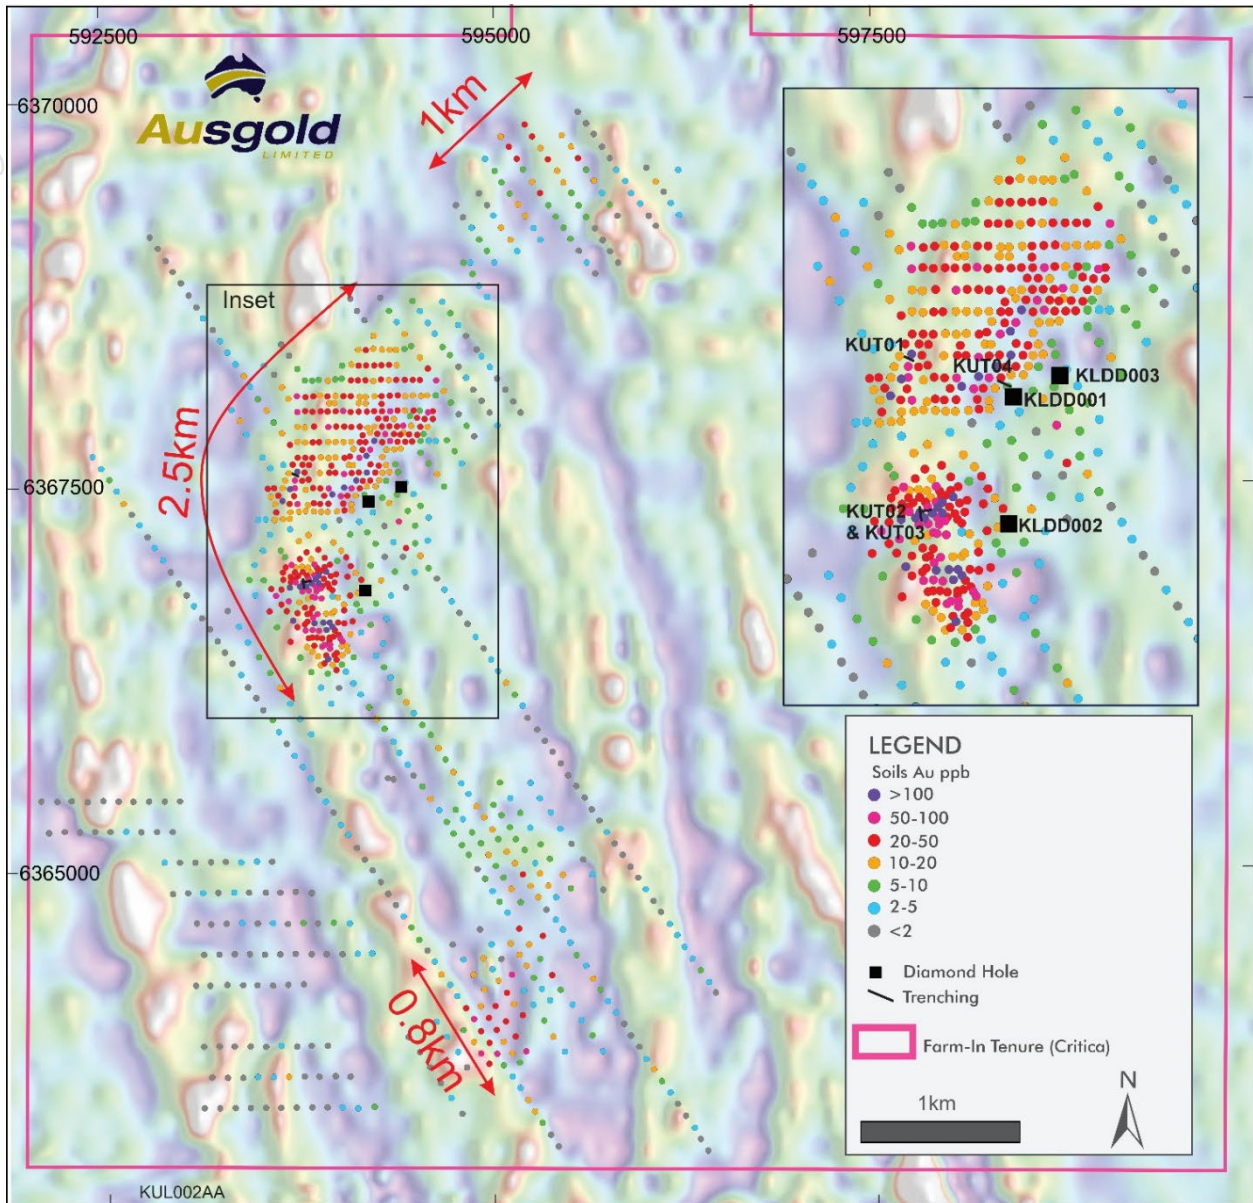 592500
595000
597500
6370000
Ausgold
LIMITED
1km
Inset
2.5km
6367500
KUT01
KUT04
KLDD003
KLDD001
KUT02
& KUT03
KLDD002
6365000
0.8km
LEGEND
Soils Au ppb
>100
50-100
20-50
10-20
5-10
2-5
<2
Diamond Hole
Trenching
Farm-In Tenure (Critica)
1km
N
KUL002AA